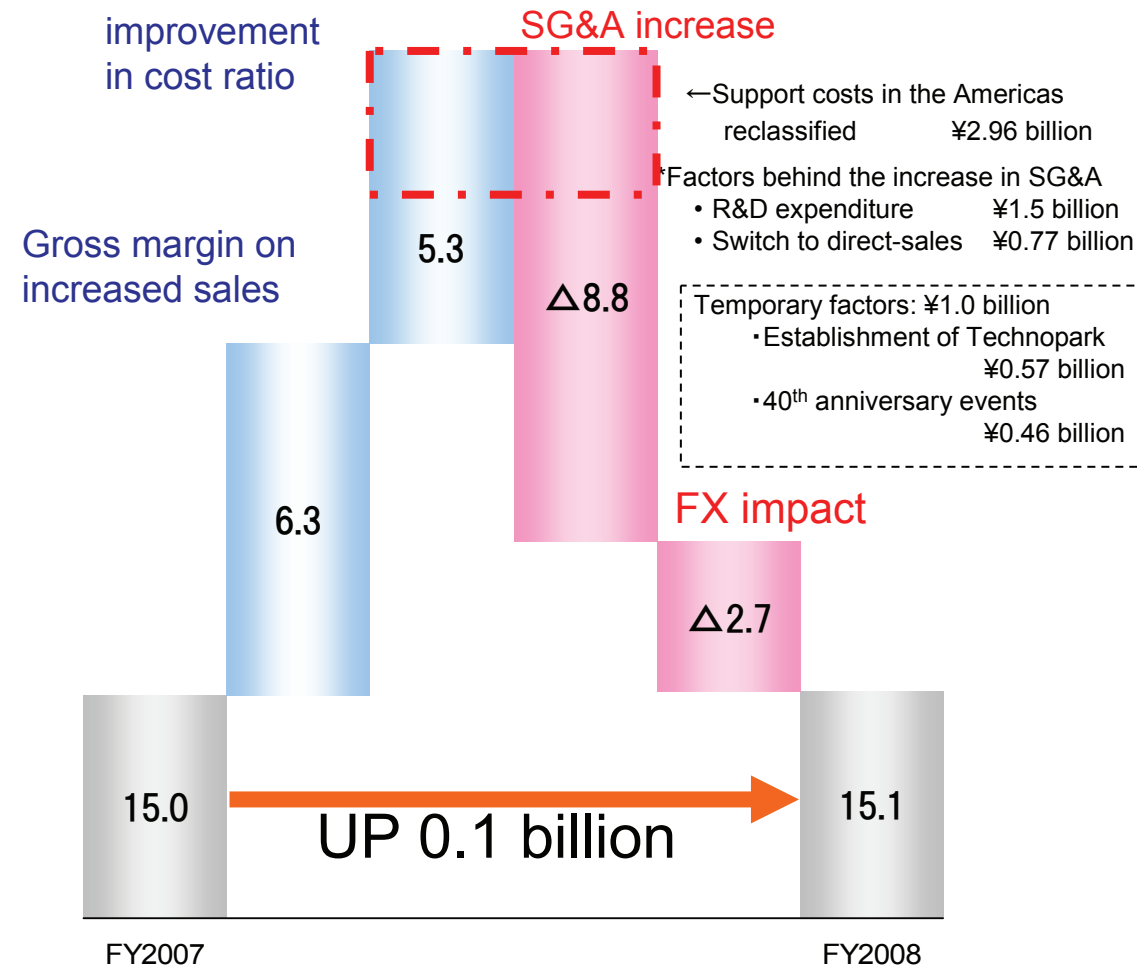 improvement
in cost ratio
SG&A increase
←Support costs in the Americas
reclassified ¥2.96 billion
*Factors behind the increase in SG&A
• R&D expenditure ¥1.5 billion
• Switch to direct-sales ¥0.77 billion
Gross margin on
increased sales
5.3
△8.8
Temporary factors: ¥1.0 billion
・Establishment of Technopark
¥0.57 billion
・40th anniversary events
¥0.46 billion
6.3
FX impact
△2.7
15.0
UP 0.1 billion
15.1
FY2007
FY2008